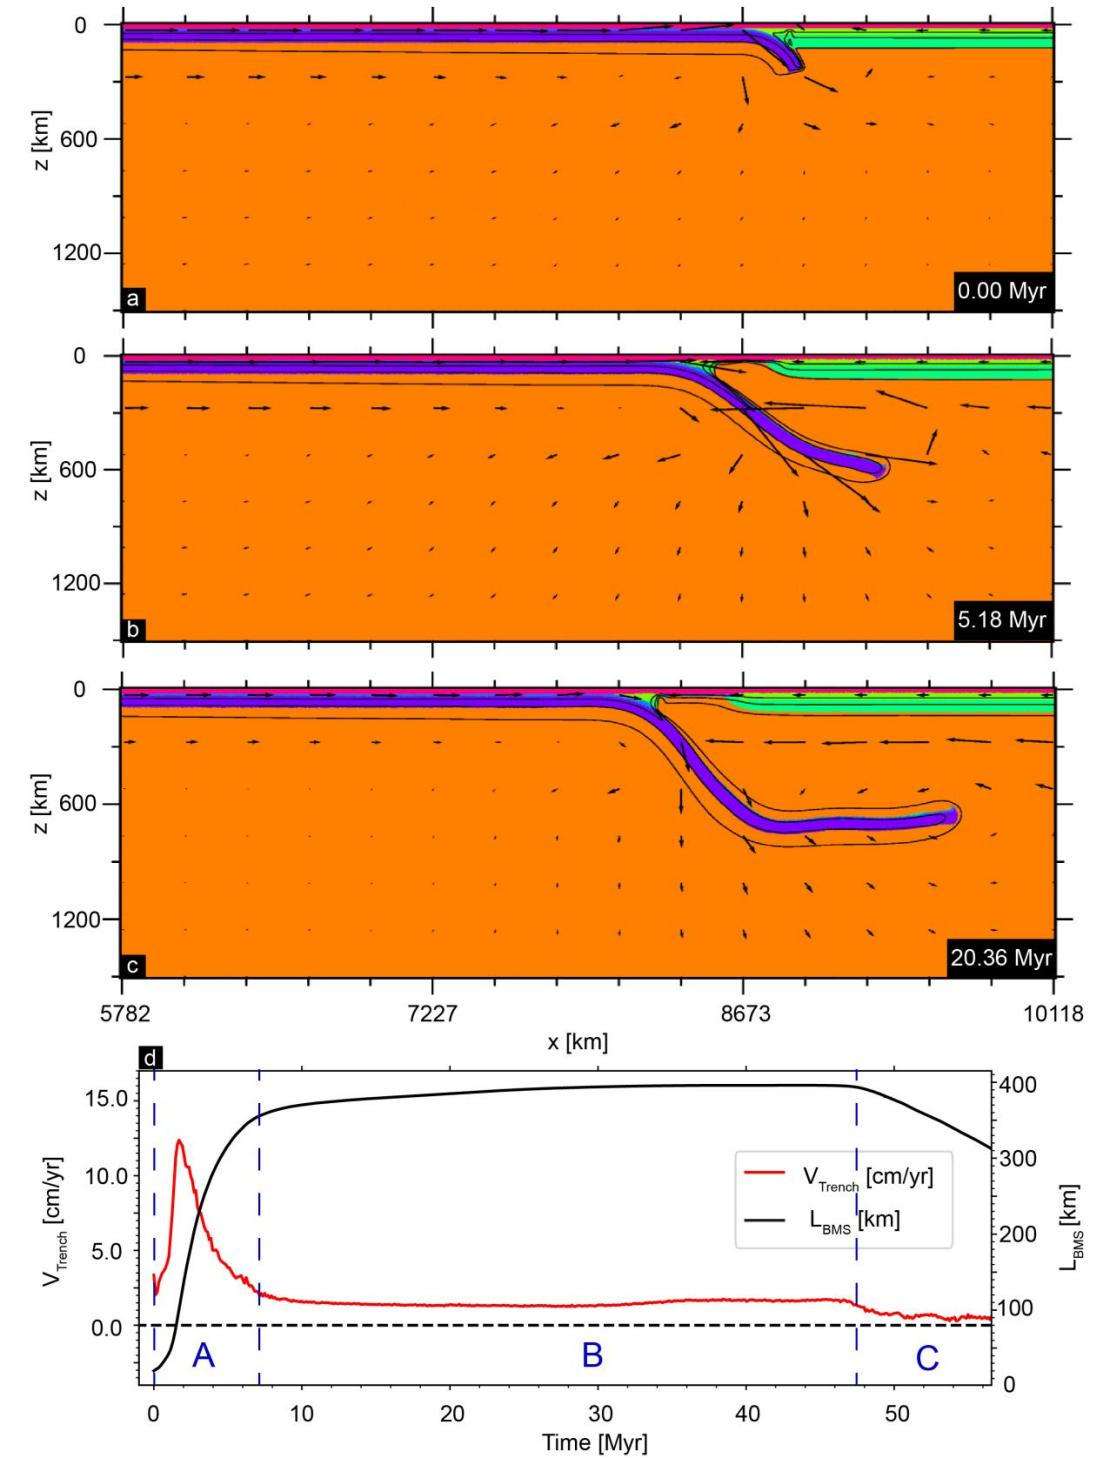 0
600
1200
z [km]
a
0.00 Myr
0
600
1200
z [km]
b
5.18 Myr
0
600
1200
z [km]
c
20.36 Myr
5782
7227
8673
10118
x [km]
d
15.0
10.0
5.0
0.0
V_Trench [cm/yr]
V_Trench [cm/yr]
L_BMS [km]
400
300
200
100
0
L_BMS [km]
A
B
C
0
10
20
30
40
50
Time [Myr]